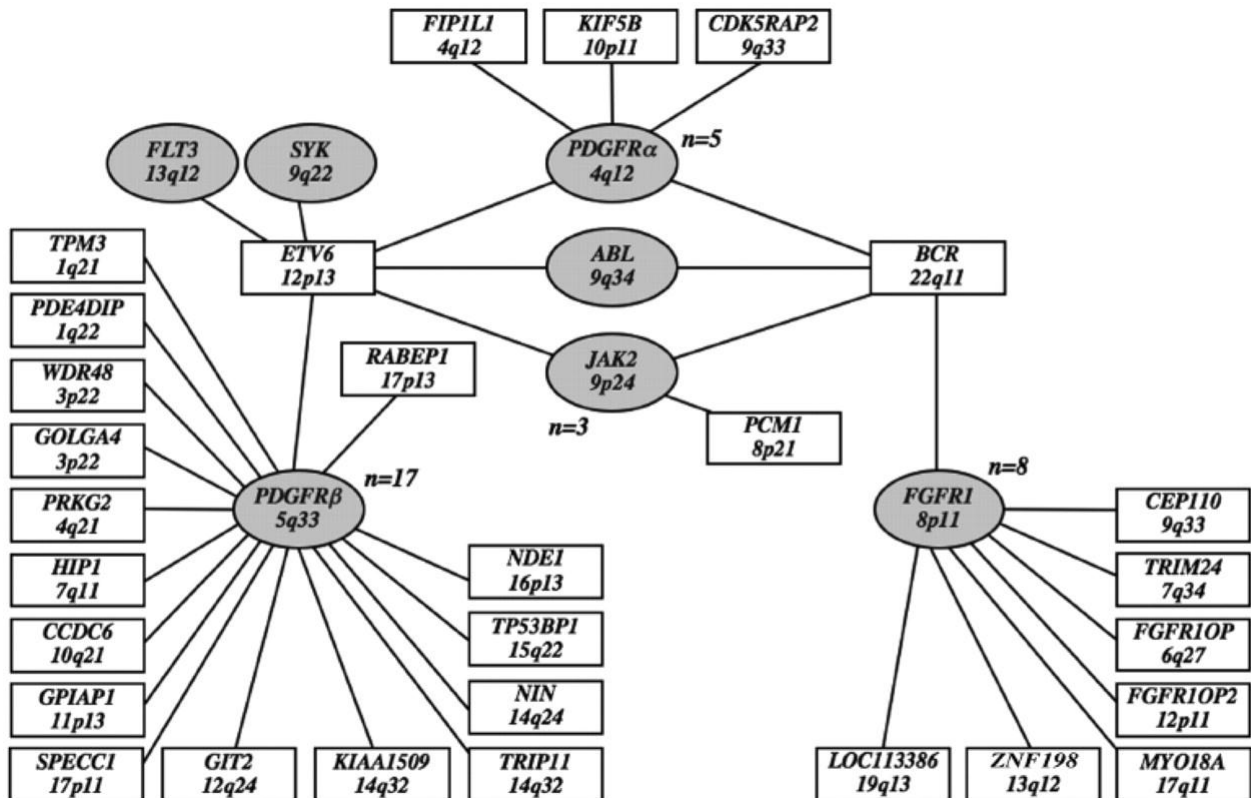 FIP1L1
4q12
KIF5B
10p11
CDK5RAP2
9q33
FLT3
13q12
SYK
9q22
PDGFRα
4q12
n=5
TPM3
1q21
ETV6
12p13
ABL
9q34
BCR
22q11
PDE4DIP
1q22
WDR48
3p22
RABEP1
17p13
JAK2
9p24
n=3
PCM1
8p21
GOLGA4
3p22
PRKG2
4q21
PDGFRβ
5q33
n=17
FGFR1
8p11
n=8
CEP110
9q33
HIP1
7q11
NDE1
16p13
TRIM24
7q34
CCDC6
10q21
TP53BP1
15q22
FGFR1OP
6q27
GPIAP1
11p13
NIN
14q24
FGFR1OP2
12p11
SPECC1
17p11
GIT2
12q24
KIAA1509
14q32
TRIP11
14q32
LOC113386
19q13
ZNF198
13q12
MYO18A
17q11